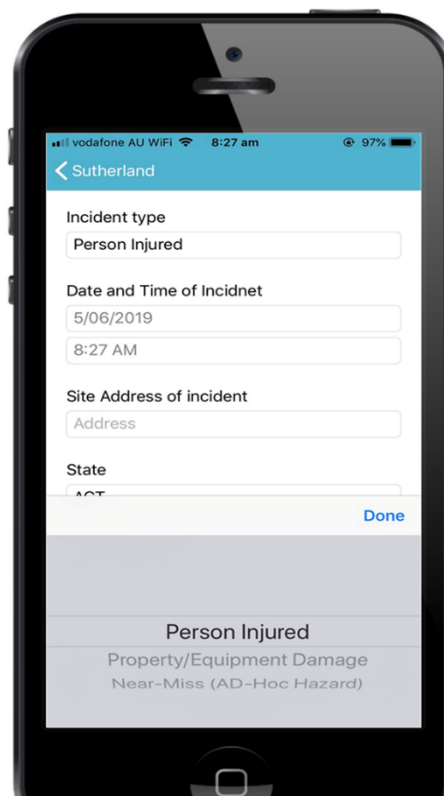 vodafone AU WiFi 8:27 am 97%
Sutherland
Incident type
Person Injured
Date and Time of Incidnet
5/06/2019
8:27 AM
Site Address of incident
Address
State
ACT
Done
Person Injured
Property/Equipment Damage
Near-Miss (AD-Hoc Hazard)